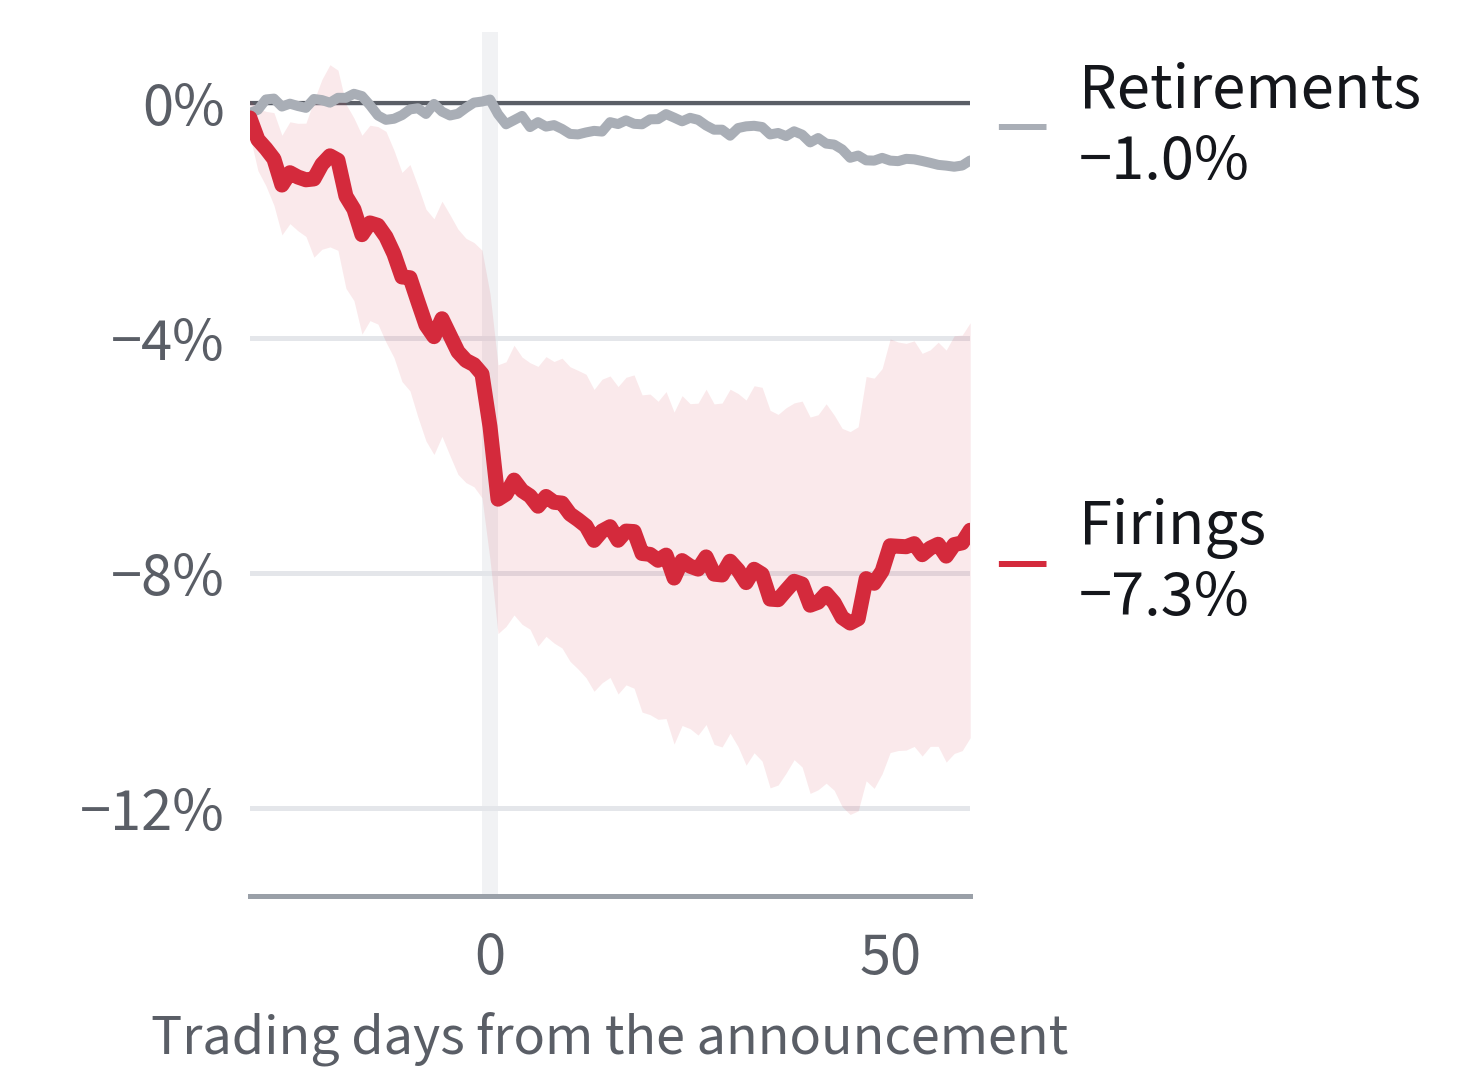 0%
−4%
−8%
−12%
Retirements
−1.0%
Firings
−7.3%
0
50
Trading days from the announcement